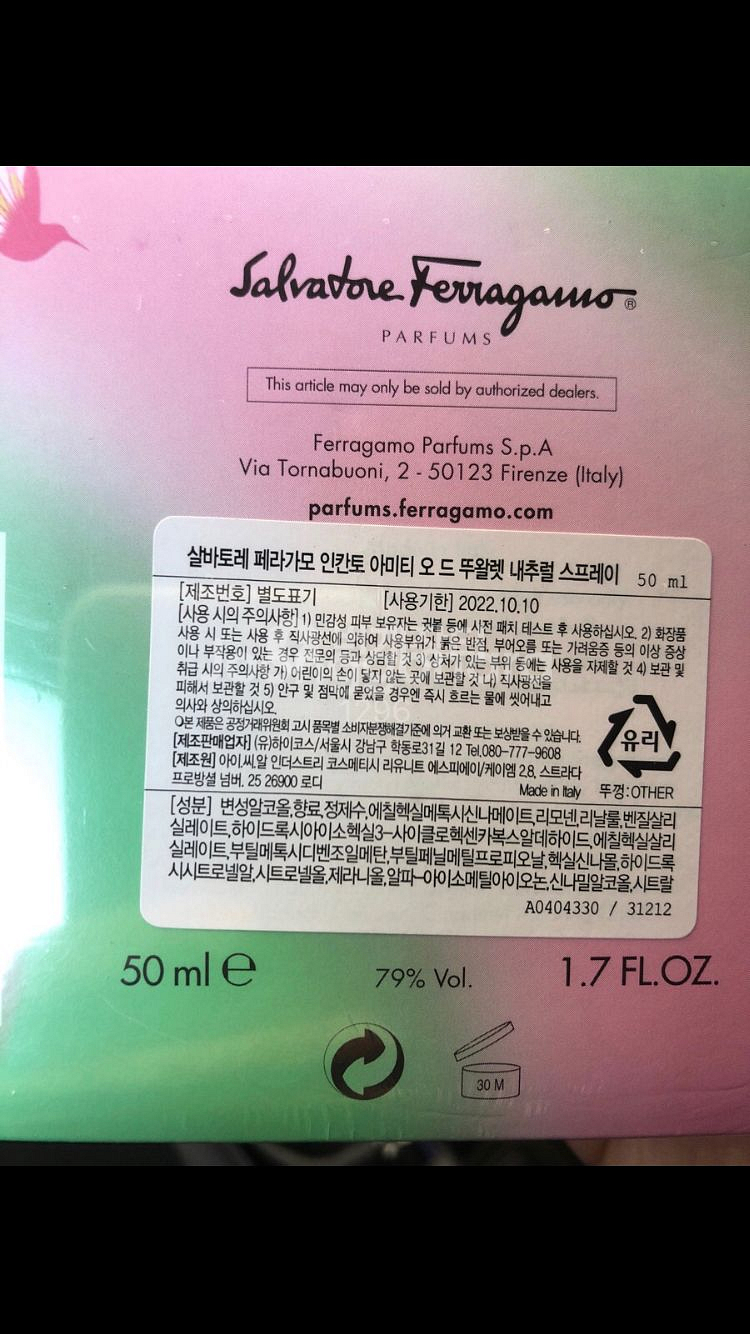 Salvatore Ferragamo®
PARFUMS
This article may only be sold by authorized dealers.
Ferragamo Parfums S.p.A
Via Tornabuoni, 2 - 50123 Firenze (Italy)
parfums.ferragamo.com
살바토레 페라가모 인칸토 아미티 오 드 뚜왈렛 내추럴 스프레이 50 ml
[제조번호] 별도표기 [사용기한] 2022.10.10
[사용 시의 주의사항] 1) 민감성 피부 보유자는 귓볼 등에 사전 패치 테스트 후 사용하십시오. 2) 화장품
사용 시 또는 사용 후 직사광선에 의하여 사용부위가 붉은 반점, 부어오름 또는 가려움증 등의 이상 증상
이나 부작용이 있는 경우 전문의 등과 상담할 것 3) 상처가 있는 부위 등에는 사용을 자제할 것 4) 보관 및
취급 시의 주의사항 가) 어린이의 손이 닿지 않는 곳에 보관할 것 나) 직사광선을
피해서 보관할 것 5) 안구 및 점막에 묻었을 경우엔 즉시 흐르는 물에 씻어내고
의사와 상의하십시오.
1296
○본 제품은 공정거래위원회 고시 품목별 소비자분쟁해결기준에 의거 교환 또는 보상받을 수 있습니다.
[제조판매업자] (유)하이코스/서울시 강남구 학동로31길 12 Tel.080-777-9608
[제조원] 아이.씨.알 인더스트리 코스메티시 리유니트 에스피에이/케이엠 2.8, 스트라다
프로방셜 넘버. 25 26900 로디 Made in Italy
유리
뚜껑:OTHER
[성분] 변성알코올,향료,정제수,에칠헥실메톡시신나메이트,리모넨,리날룰,벤질살리
실레이트,하이드록시아이소헥실3-사이클로헥센카복스알데하이드,에칠헥실살리
실레이트,부틸메톡시디벤조일메탄,부틸페닐메틸프로피오날,헥실신나몰,하이드록
시시트로넬알,시트로넬올,제라니올,알파-아이소메틸아이오논,신나밀알코올,시트랄
A0404330 / 31212
50 ml ℮ 79% Vol. 1.7 FL.OZ.
30 M